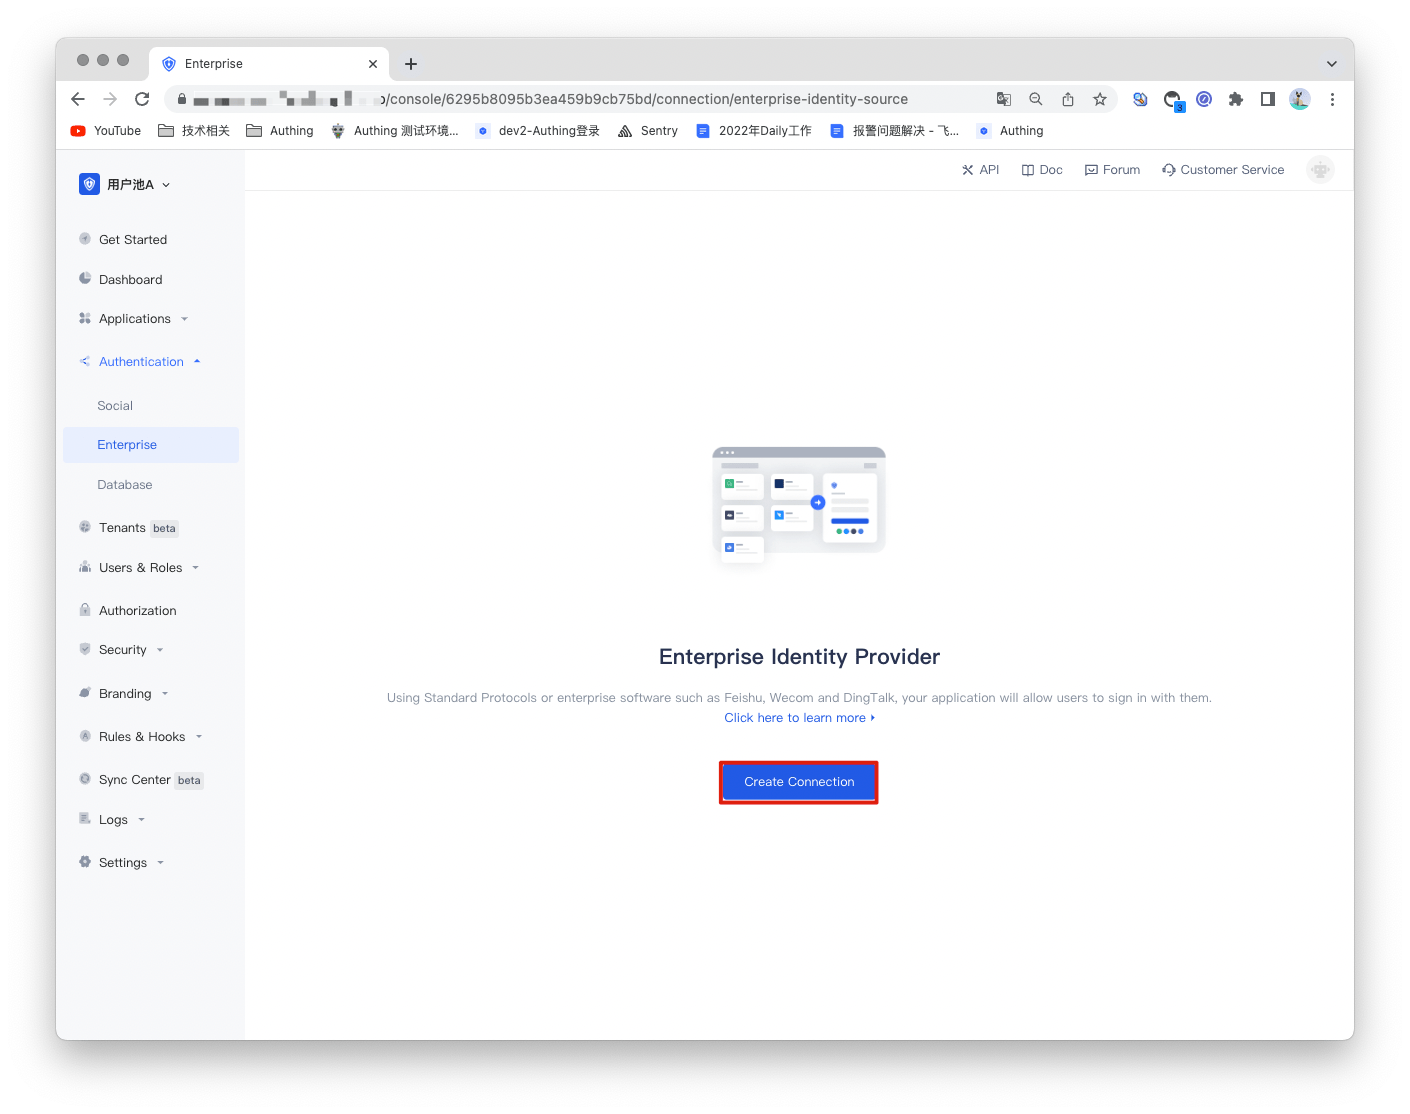 Enterprise
/console/6295b8095b3ea459b9cb75bd/connection/enterprise-identity-source
3
YouTube 技术相关 Authing Authing 测试环境... dev2-Authing登录 Sentry 2022年Daily工作 报警问题解决 - 飞... Authing
用户池A
API Doc Forum Customer Service
Get Started
Dashboard
Applications
Authentication
Social
Enterprise
Database
Tenants beta
Users & Roles
Authorization
Security
Branding
Rules & Hooks
Sync Center beta
Logs
Settings
Enterprise Identity Provider
Using Standard Protocols or enterprise software such as Feishu, Wecom and DingTalk, your application will allow users to sign in with them.
Click here to learn more
Create Connection